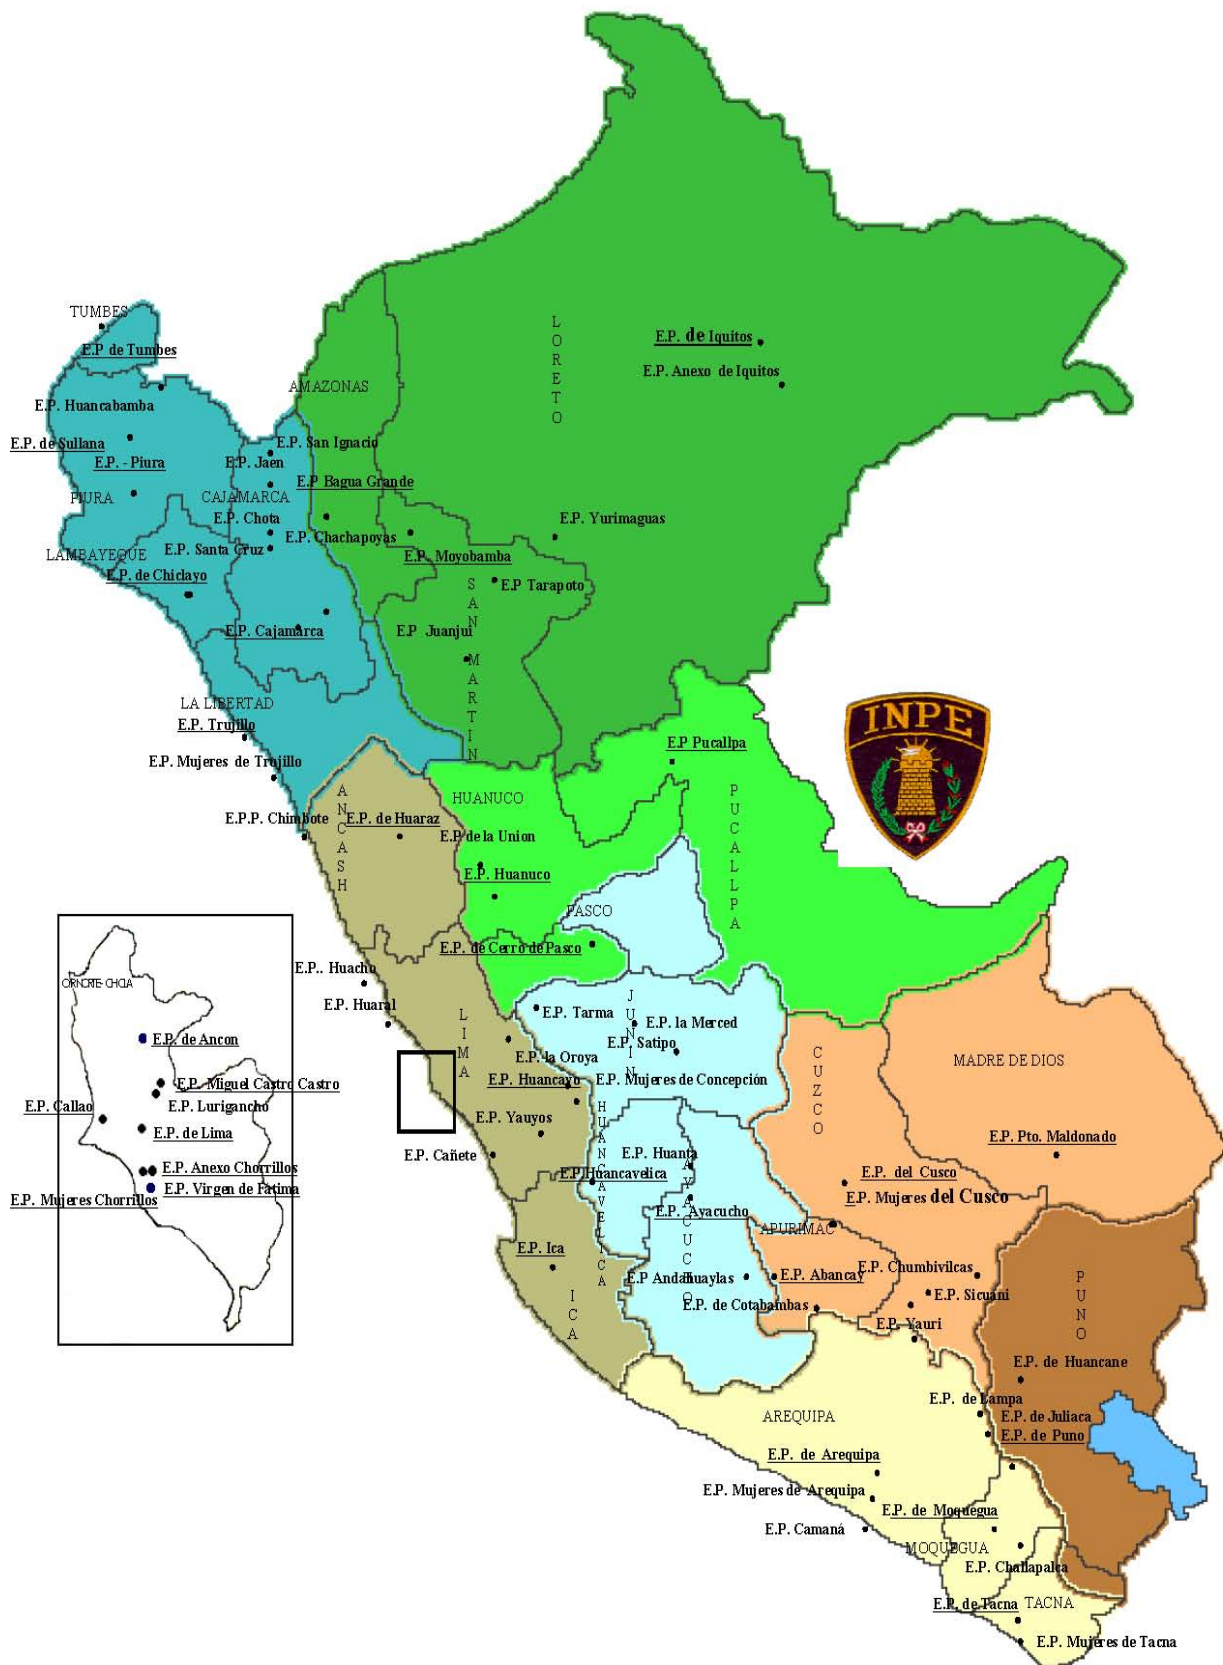 TUMBES
E.P de Tumbes
LORETO
E.P. de Iquitos
E.P. Anexo de Iquitos
AMAZONAS
E.P. Huancabamba
E.P. de Sullana
E.P. San Ignacio
E.P. - Piura
E.P. Jaen
E.P Bagua Grande
PIURA
CAJAMARCA
E.P. Chota
E.P. Yurimaguas
E.P. Chachapoyas
LAMBAYEQUE
E.P. Santa Cruz
E.P. Moyobamba
E.P. de Chiclayo
SAN MARTIN
E.P Tarapoto
E.P. Cajamarca
E.P Juanjui
LA LIBERTAD
E.P. Trujillo
INPE
E.P. Mujeres de Trujillo
E.P Pucallpa
ANCASH
HUANUCO
PUCALLPA
E.P.P. Chimbote
E.P. de Huaraz
E.P de la Union
E.P. Huanuco
PASCO
E.P. de Cerro de Pasco
E.P.. Huacho
E.P. Huaral
LIMA
JUNIN
E.P. Tarma
E.P. la Merced
E.P. Satipo
E.P. la Oroya
CUZCO
MADRE DE DIOS
E.P. de Ancon
E.P. Huancayo
E.P. Mujeres de Concepción
E.P. Miguel Castro Castro
E.P. Lurigancho
E.P. Callao
E.P. de Lima
HUANCAVELICA
E.P. Yauyos
E.P. Pto. Maldonado
E.P. Cañete
E.P. Huanta
AYACUCHO
E.P. Anexo Chorrillos
E.P. Huancavelica
E.P. del Cusco
E.P. Virgen de Fatima
E.P. Mujeres Chorrillos
E.P. Mujeres del Cusco
E.P. Ayacucho
APURIMAC
E.P. Ica
ICA
E.P Andahuaylas
E.P. Abancay
E.P. Chumbivilcas
PUNO
E.P. Sicuani
E.P. de Cotabambas
E.P. Yauri
E.P. de Huancane
E.P. de Lampa
AREQUIPA
E.P. de Juliaca
E.P. de Puno
E.P. de Arequipa
E.P. Mujeres de Arequipa
E.P. de Moquegua
E.P. Camaná
MOQUEGUA
E.P. Challapalca
E.P. de Tacna
TACNA
E.P. Mujeres de Tacna